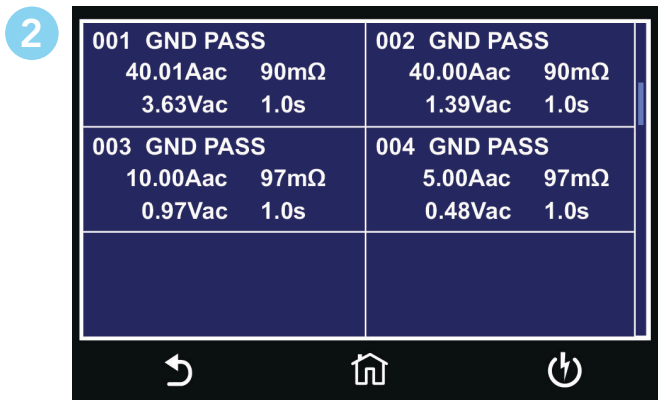 2
001 GND PASS
40.01Aac 90mΩ
3.63Vac 1.0s
002 GND PASS
40.00Aac 90mΩ
1.39Vac 1.0s
003 GND PASS
10.00Aac 97mΩ
0.97Vac 1.0s
004 GND PASS
5.00Aac 97mΩ
0.48Vac 1.0s